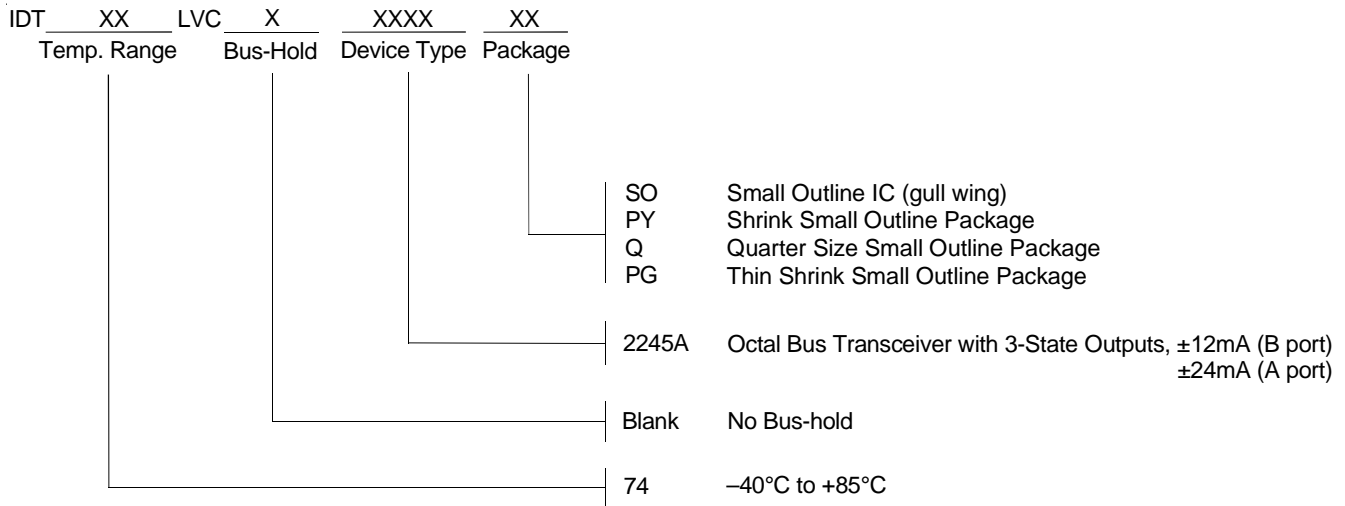 IDT XX LVC X XXXX XX
Temp. Range Bus-Hold Device Type Package
SO Small Outline IC (gull wing)
PY Shrink Small Outline Package
Q Quarter Size Small Outline Package
PG Thin Shrink Small Outline Package
2245A Octal Bus Transceiver with 3-State Outputs, ±12mA (B port)
±24mA (A port)
Blank No Bus-hold
74 –40°C to +85°C